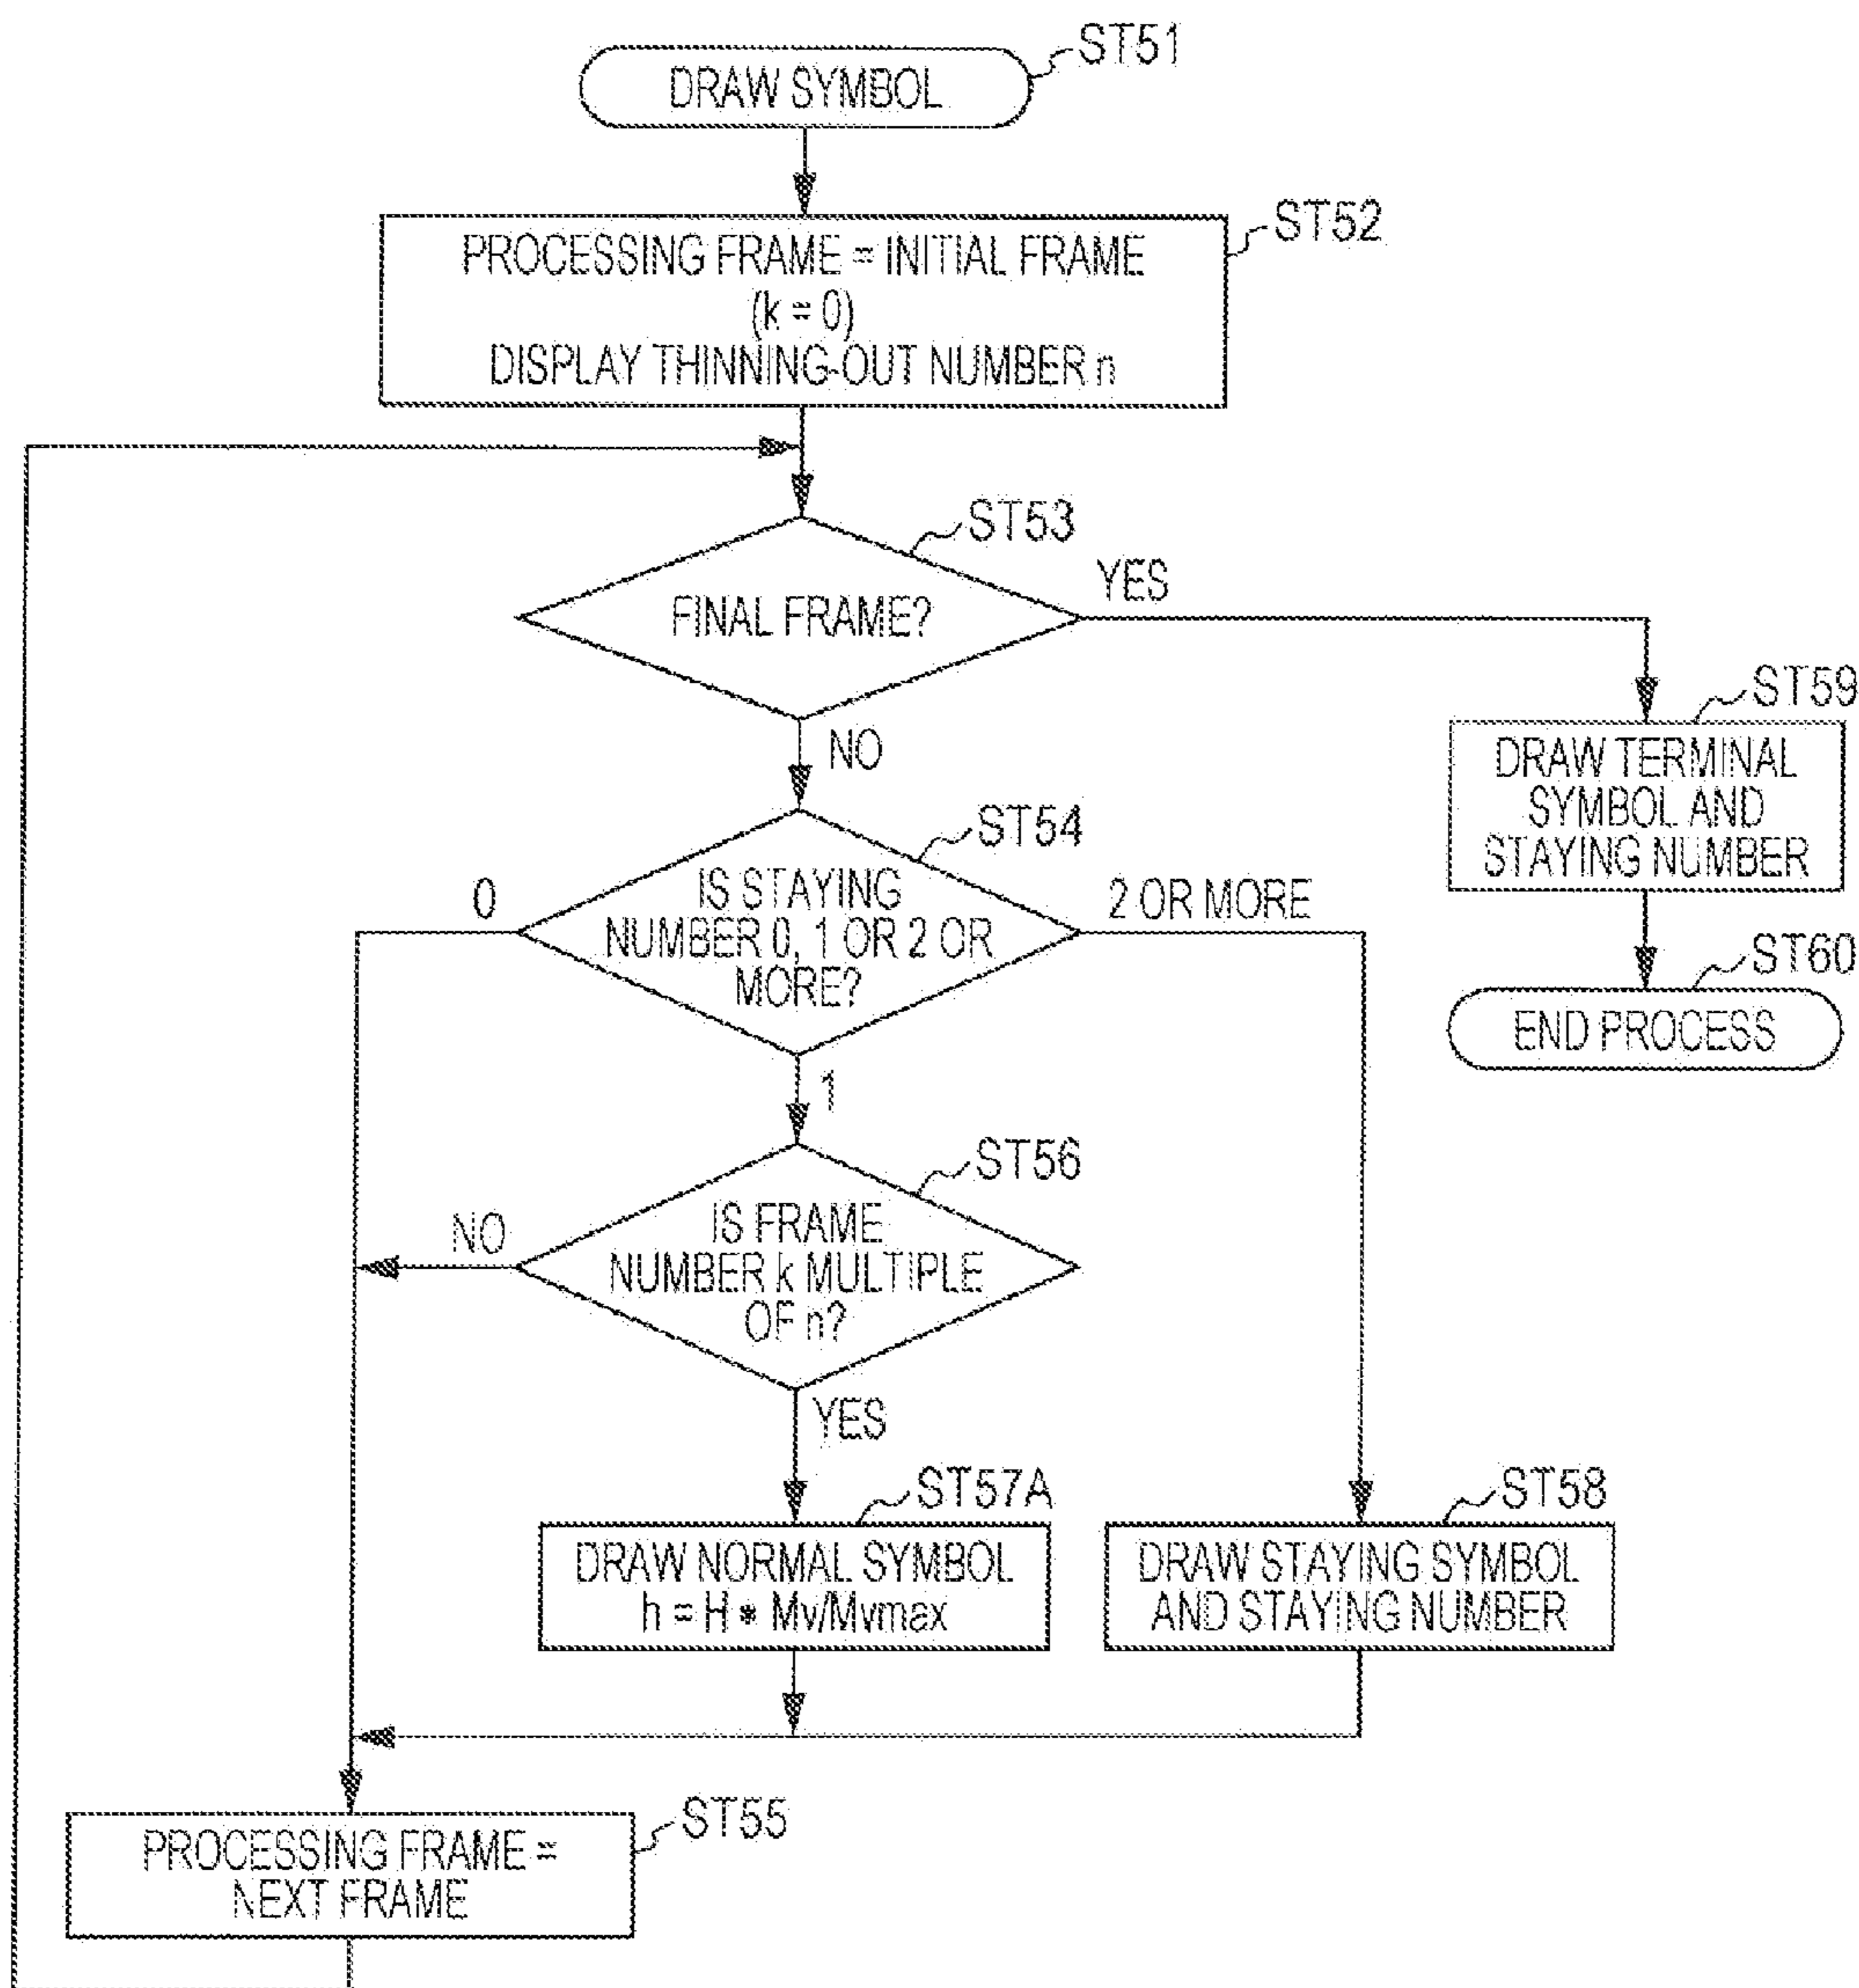 ST51
DRAW SYMBOL
ST52
PROCESSING FRAME = INITIAL FRAME
(k = 0)
DISPLAY THINNING-OUT NUMBER n
ST53
FINAL FRAME?
YES
NO
ST59
DRAW TERMINAL
SYMBOL AND
STAYING NUMBER
ST54
IS STAYING
NUMBER 0, 1 OR 2 OR
MORE?
0
2 OR MORE
1
ST60
END PROCESS
ST56
IS FRAME
NUMBER k MULTIPLE
OF n?
NO
YES
ST57A
DRAW NORMAL SYMBOL
h = H * Mv/Mvmax
ST58
DRAW STAYING SYMBOL
AND STAYING NUMBER
ST55
PROCESSING FRAME =
NEXT FRAME